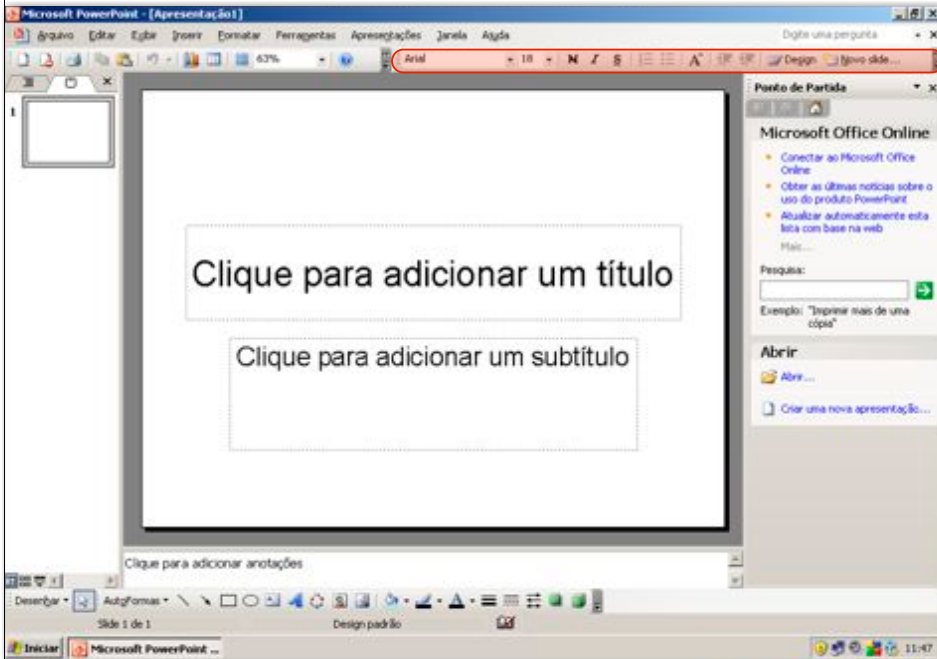 Microsoft PowerPoint - [Apresentação1]
Arquivo Editar Exibir Inserir Formatar Ferramentas Apresentações Janela Ajuda Digite uma pergunta
63% Arial 18 N I S Design Novo slide...
Ponto de Partida
1
Microsoft Office Online
Conectar ao Microsoft Office
Online
Obter as últimas notícias sobre o
uso do produto PowerPoint
Atualizar automaticamente esta
lista com base na web
Mais...
Pesquisa:
Exemplo: "Imprimir mais de uma
cópia"
Abrir
Abrir...
Criar uma nova apresentação...
Clique para adicionar um título
Clique para adicionar um subtítulo
Clique para adicionar anotações
Desenhar AutoFormas
Slide 1 de 1 Design padrão
Iniciar Microsoft PowerPoint ... 11:47